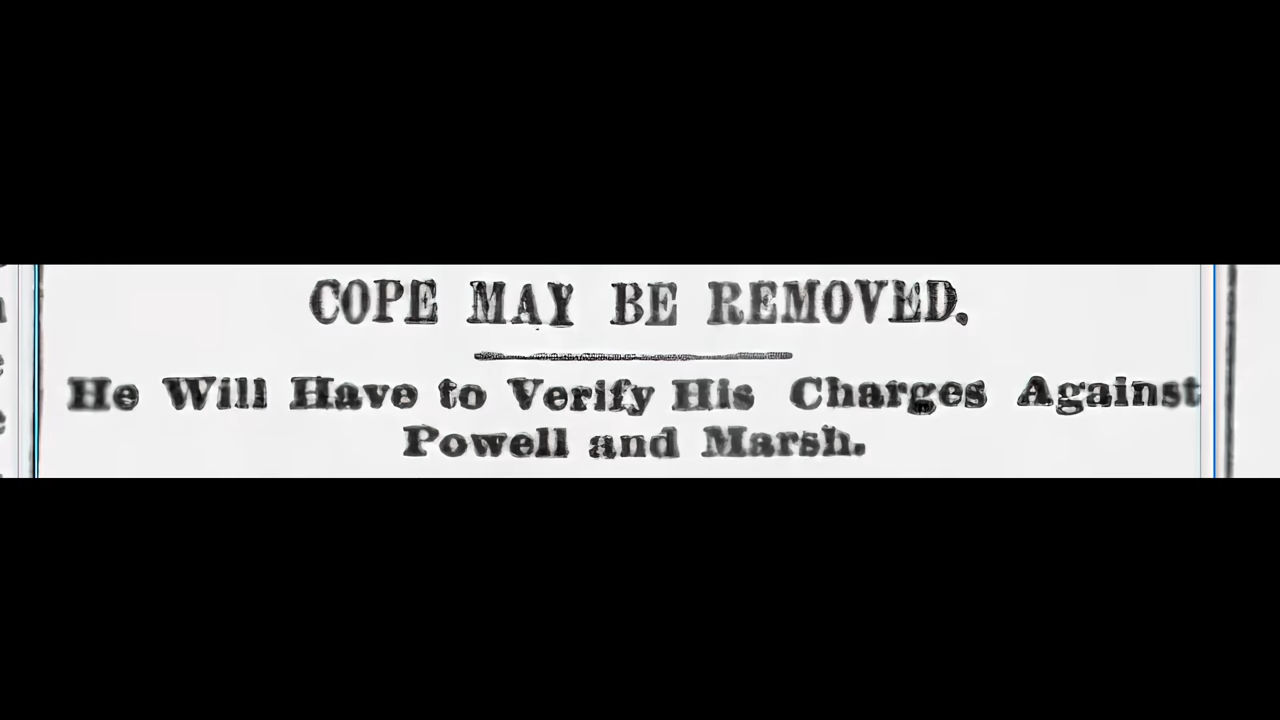 COPE MAY BE REMOVED.
He Will Have to Verify His Charges Against
Powell and Marsh.